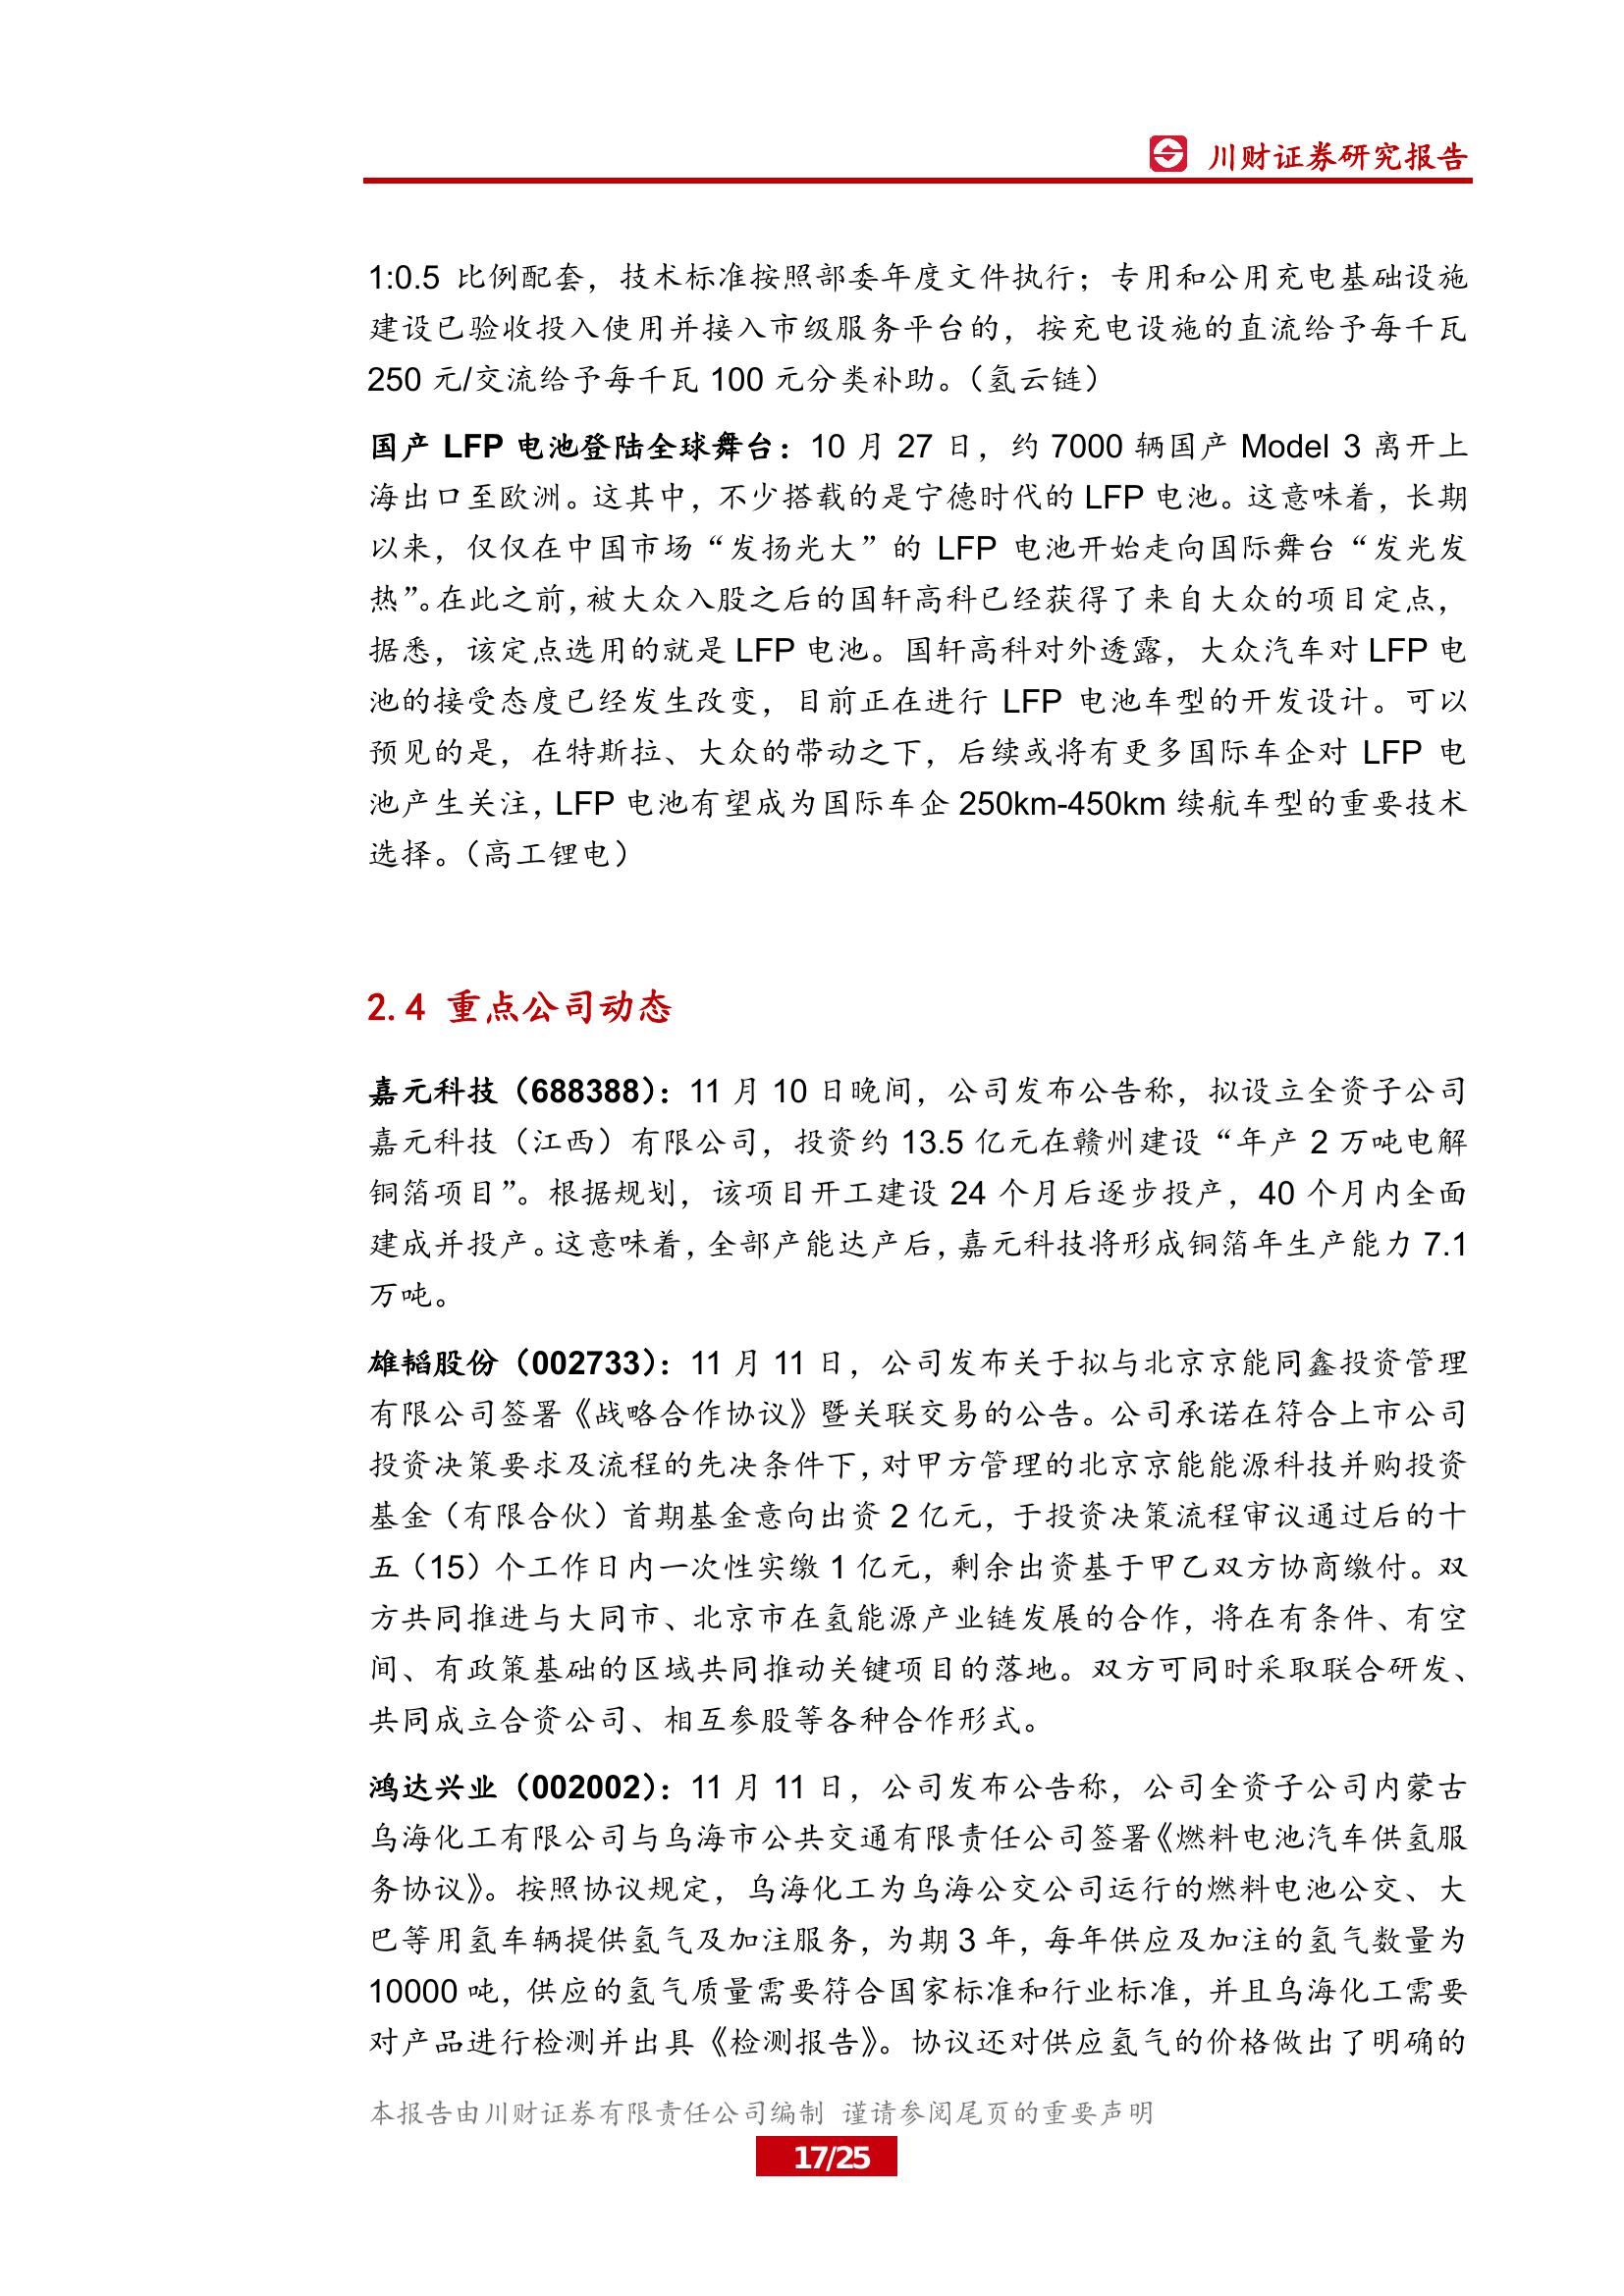 川财证券研究报告
1:0.5 比例配套，技术标准按照部委年度文件执行；专用和公用充电基础设施
建设已验收投入使用并接入市级服务平台的，按充电设施的直流给予每千瓦
250 元/交流给予每千瓦 100 元分类补助。（氢云链）
国产 LFP 电池登陆全球舞台：10 月 27 日，约 7000 辆国产 Model 3 离开上
海出口至欧洲。这其中，不少搭载的是宁德时代的 LFP 电池。这意味着，长期
以来，仅仅在中国市场“发扬光大”的 LFP 电池开始走向国际舞台“发光发
热”。在此之前，被大众入股之后的国轩高科已经获得了来自大众的项目定点，
据悉，该定点选用的就是 LFP 电池。国轩高科对外透露，大众汽车对 LFP 电
池的接受态度已经发生改变，目前正在进行 LFP 电池车型的开发设计。可以
预见的是，在特斯拉、大众的带动之下，后续或将有更多国际车企对 LFP 电
池产生关注，LFP 电池有望成为国际车企 250km-450km 续航车型的重要技术
选择。（高工锂电）
2.4 重点公司动态
嘉元科技（688388）：11 月 10 日晚间，公司发布公告称，拟设立全资子公司
嘉元科技（江西）有限公司，投资约 13.5 亿元在赣州建设“年产 2 万吨电解
铜箔项目”。根据规划，该项目开工建设 24 个月后逐步投产，40 个月内全面
建成并投产。这意味着，全部产能达产后，嘉元科技将形成铜箔年生产能力 7.1
万吨。
雄韬股份（002733）：11 月 11 日，公司发布关于拟与北京京能同鑫投资管理
有限公司签署《战略合作协议》暨关联交易的公告。公司承诺在符合上市公司
投资决策要求及流程的先决条件下，对甲方管理的北京京能能源科技并购投资
基金（有限合伙）首期基金意向出资 2 亿元，于投资决策流程审议通过后的十
五（15）个工作日内一次性实缴 1 亿元，剩余出资基于甲乙双方协商缴付。双
方共同推进与大同市、北京市在氢能源产业链发展的合作，将在有条件、有空
间、有政策基础的区域共同推动关键项目的落地。双方可同时采取联合研发、
共同成立合资公司、相互参股等各种合作形式。
鸿达兴业（002002）：11 月 11 日，公司发布公告称，公司全资子公司内蒙古
乌海化工有限公司与乌海市公共交通有限责任公司签署《燃料电池汽车供氢服
务协议》。按照协议规定，乌海化工为乌海公交公司运行的燃料电池公交、大
巴等用氢车辆提供氢气及加注服务，为期 3 年，每年供应及加注的氢气数量为
10000 吨，供应的氢气质量需要符合国家标准和行业标准，并且乌海化工需要
对产品进行检测并出具《检测报告》。协议还对供应氢气的价格做出了明确的
本报告由川财证券有限责任公司编制 谨请参阅尾页的重要声明
17/25